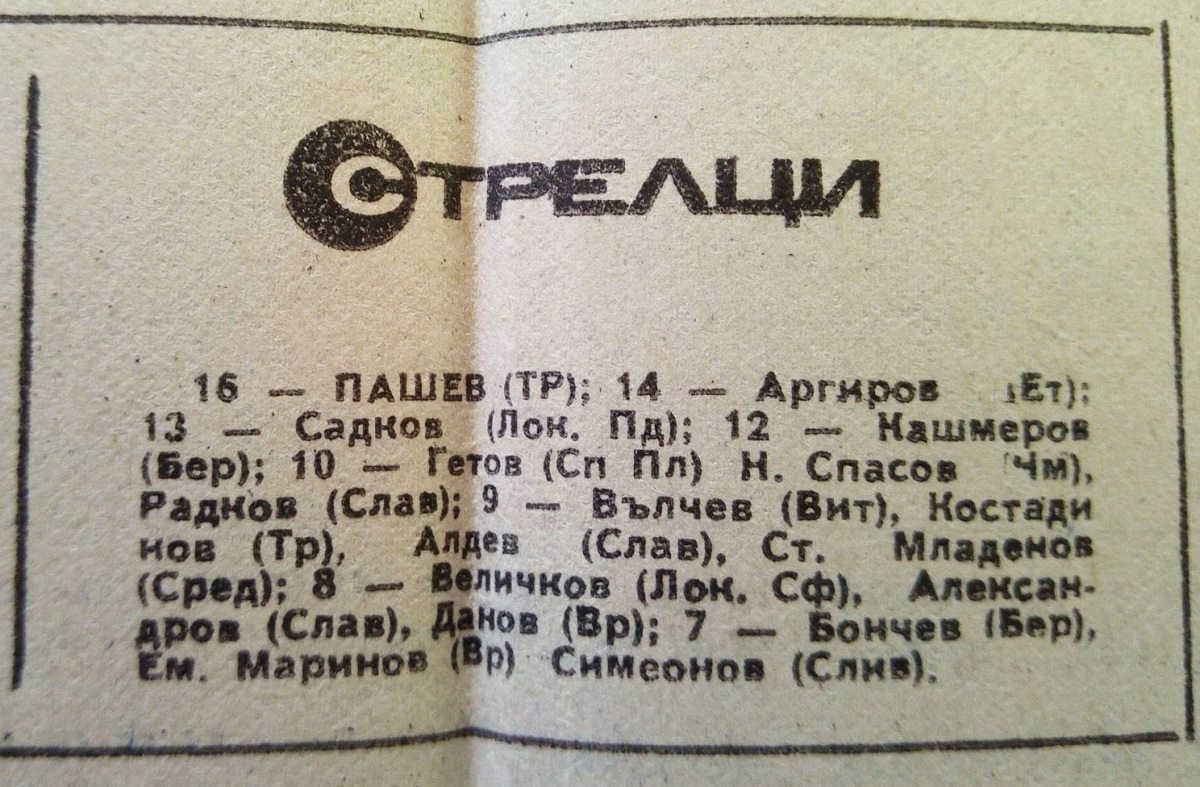 СТРЕЛЦИ
16 — ПАШЕВ (ТР); 14 — Аргиров (Ет);
13 — Садков (Лок. Пд); 12 — Кашмеров
(Бер); 10 — Гетов (Сп Пл) Н. Спасов (Чм),
Радков (Слав); 9 — Вълчев (Вит), Костади
нов (Тр), Алдев (Слав), Ст. Младенов
(Сред); 8 — Величков (Лок. Сф), Алексан-
дров (Слав), Данов (Вр); 7 — Бончев (Бер),
Ем. Маринов (Вр) Симеонов (Слив).